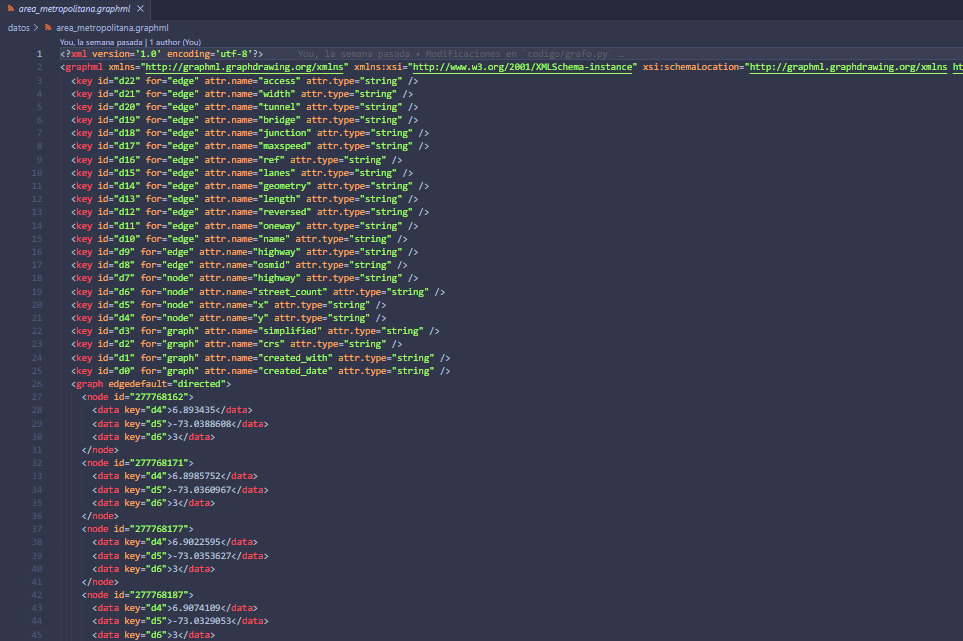 area_metropolitana.graphml ×
datos > area_metropolitana.graphml
You, la semana pasada | 1 author (You)
1 <?xml version='1.0' encoding='utf-8'?> You, la semana pasada • Modificaciones en `codigo/grafo.py`
2 <graphml xmlns="http://graphml.graphdrawing.org/xmlns" xmlns:xsi="http://www.w3.org/2001/XMLSchema-instance" xsi:schemaLocation="http://graphml.graphdrawing.org/xmlns ht
3 <key id="d22" for="edge" attr.name="access" attr.type="string" />
4 <key id="d21" for="edge" attr.name="width" attr.type="string" />
5 <key id="d20" for="edge" attr.name="tunnel" attr.type="string" />
6 <key id="d19" for="edge" attr.name="bridge" attr.type="string" />
7 <key id="d18" for="edge" attr.name="junction" attr.type="string" />
8 <key id="d17" for="edge" attr.name="maxspeed" attr.type="string" />
9 <key id="d16" for="edge" attr.name="ref" attr.type="string" />
10 <key id="d15" for="edge" attr.name="lanes" attr.type="string" />
11 <key id="d14" for="edge" attr.name="geometry" attr.type="string" />
12 <key id="d13" for="edge" attr.name="length" attr.type="string" />
13 <key id="d12" for="edge" attr.name="reversed" attr.type="string" />
14 <key id="d11" for="edge" attr.name="oneway" attr.type="string" />
15 <key id="d10" for="edge" attr.name="name" attr.type="string" />
16 <key id="d9" for="edge" attr.name="highway" attr.type="string" />
17 <key id="d8" for="edge" attr.name="osmid" attr.type="string" />
18 <key id="d7" for="node" attr.name="highway" attr.type="string" />
19 <key id="d6" for="node" attr.name="street_count" attr.type="string" />
20 <key id="d5" for="node" attr.name="x" attr.type="string" />
21 <key id="d4" for="node" attr.name="y" attr.type="string" />
22 <key id="d3" for="graph" attr.name="simplified" attr.type="string" />
23 <key id="d2" for="graph" attr.name="crs" attr.type="string" />
24 <key id="d1" for="graph" attr.name="created_with" attr.type="string" />
25 <key id="d0" for="graph" attr.name="created_date" attr.type="string" />
26 <graph edgedefault="directed">
27 <node id="277768162">
28 <data key="d4">6.893435</data>
29 <data key="d5">-73.0388608</data>
30 <data key="d6">3</data>
31 </node>
32 <node id="277768171">
33 <data key="d4">6.8985752</data>
34 <data key="d5">-73.0360967</data>
35 <data key="d6">3</data>
36 </node>
37 <node id="277768177">
38 <data key="d4">6.9022595</data>
39 <data key="d5">-73.0353627</data>
40 <data key="d6">3</data>
41 </node>
42 <node id="277768187">
43 <data key="d4">6.9074109</data>
44 <data key="d5">-73.0329053</data>
45 <data key="d6">3</data>